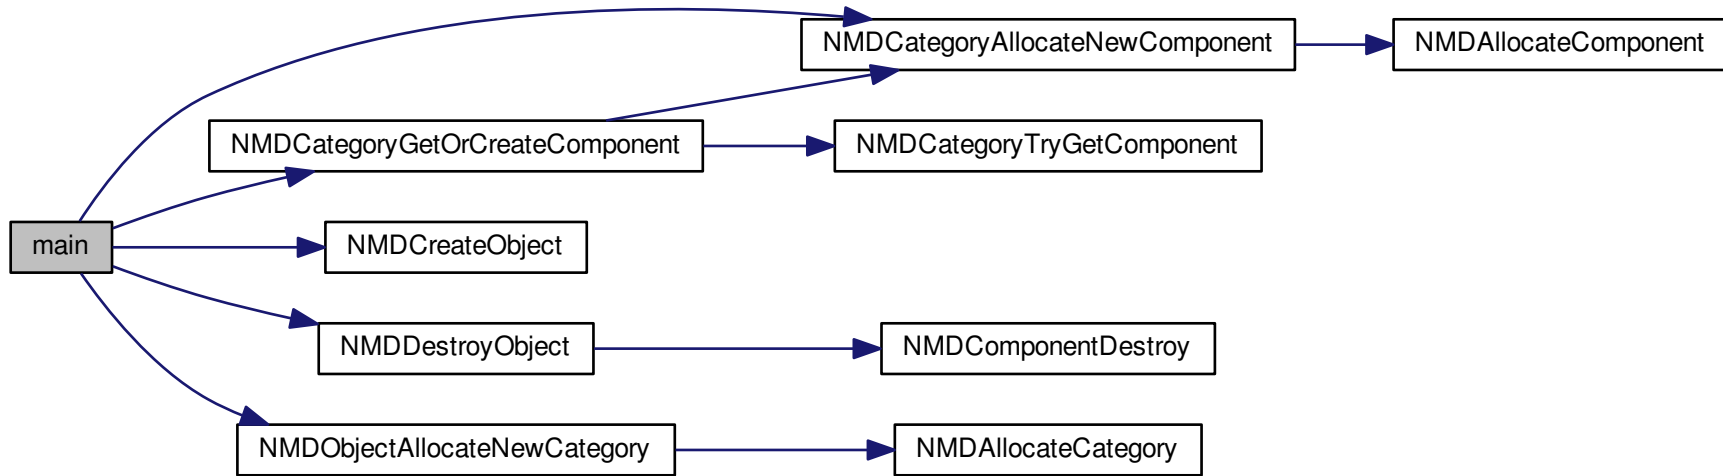 NMDCategoryAllocateNewComponent
NMDAllocateComponent
NMDCategoryGetOrCreateComponent
NMDCategoryTryGetComponent
main
NMDCreateObject
NMDDestroyObject
NMDComponentDestroy
NMDObjectAllocateNewCategory
NMDAllocateCategory